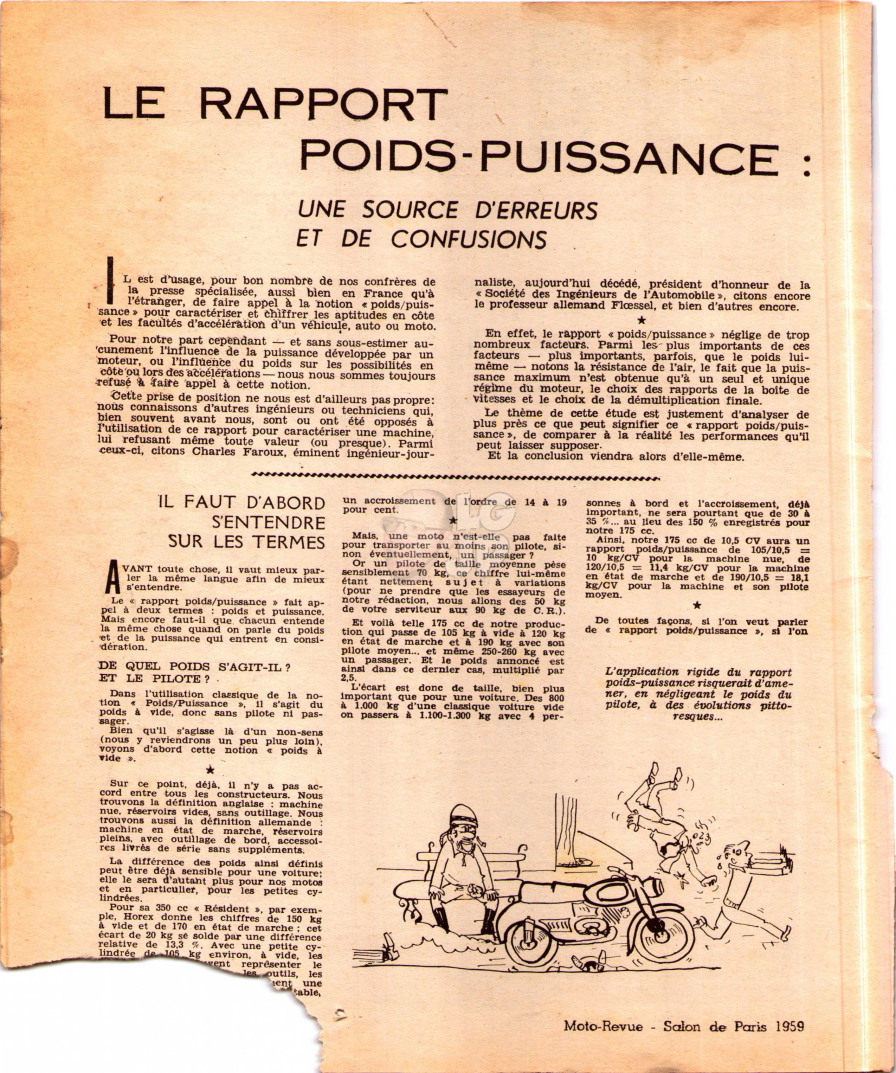 LE RAPPORT
POIDS-PUISSANCE :
UNE SOURCE D'ERREURS
ET DE CONFUSIONS
IL est d'usage, pour bon nombre de nos confrères de
la presse spécialisée, aussi bien en France qu'à
l'étranger, de faire appel à la notion « poids/puis-
sance » pour caractériser et chiffrer les aptitudes en côte
et les facultés d'accélération d'un véhicule, auto ou moto.
Pour notre part cependant — et sans sous-estimer au-
cunement l'influence de la puissance développée par un
moteur, ou l'influence du poids sur les possibilités en
côte ou lors des accélérations — nous nous sommes toujours
refusé à faire appel à cette notion.
Cette prise de position ne nous est d'ailleurs pas propre:
nous connaissons d'autres ingénieurs ou techniciens qui,
bien souvent avant nous, sont ou ont été opposés à
l'utilisation de ce rapport pour caractériser une machine,
lui refusant même toute valeur (ou presque). Parmi
ceux-ci, citons Charles Faroux, éminent ingénieur-jour-
naliste, aujourd'hui décédé, président d'honneur de la
« Société des Ingénieurs de l'Automobile », citons encore
le professeur allemand Flœssel, et bien d'autres encore.
★
En effet, le rapport « poids/puissance » néglige de trop
nombreux facteurs. Parmi les plus importants de ces
facteurs — plus importants, parfois, que le poids lui-
même — notons la résistance de l'air, le fait que la puis-
sance maximum n'est obtenue qu'à un seul et unique
régime du moteur, le choix des rapports de la boîte de
vitesses et le choix de la démultiplication finale.
Le thème de cette étude est justement d'analyser de
plus près ce que peut signifier ce « rapport poids/puis-
sance », de comparer à la réalité les performances qu'il
peut laisser supposer.
Et la conclusion viendra alors d'elle-même.
IL FAUT D'ABORD
S'ENTENDRE
SUR LES TERMES
AVANT toute chose, il vaut mieux par-
ler la même langue afin de mieux
s'entendre.
Le « rapport poids/puissance » fait ap-
pel à deux termes : poids et puissance.
Mais encore faut-il que chacun entende
la même chose quand on parle du poids
et de la puissance qui entrent en consi-
dération.
DE QUEL POIDS S'AGIT-IL ?
ET LE PILOTE ?
Dans l'utilisation classique de la no-
tion « Poids/Puissance », il s'agit du
poids à vide, donc sans pilote ni pas-
sager.
Bien qu'il s'agisse là d'un non-sens
(nous y reviendrons un peu plus loin),
voyons d'abord cette notion « poids à
vide ».
★
Sur ce point, déjà, il n'y a pas ac-
cord entre tous les constructeurs. Nous
trouvons la définition anglaise : machine
nue, réservoirs vides, sans outillage. Nous
trouvons aussi la définition allemande :
machine en état de marche, réservoirs
pleins, avec outillage de bord, accessoi-
res livrés de série sans suppléments.
La différence des poids ainsi définis
peut être déjà sensible pour une voiture;
elle le sera d'autant plus pour nos motos
et en particulier, pour les petites cy-
lindrées.
Pour sa 350 cc « Résident », par exem-
ple, Horex donne les chiffres de 150 kg
à vide et de 170 en état de marche ; cet
écart de 20 kg se solde par une différence
relative de 13,3 %. Avec une petite cy-
lindrée de 105 kg environ, à vide, les
représenter le
les outils, les
une
table,
un accroissement de l'ordre de 14 à 19
pour cent.
★
Mais, une moto n'est-elle pas faite
pour transporter au moins son pilote, si-
non éventuellement, un passager ?
Or un pilote de taille moyenne pèse
sensiblement 70 kg, ce chiffre lui-même
étant nettement sujet à variations
(pour ne prendre que les essayeurs de
notre rédaction, nous allons des 50 kg
de votre serviteur aux 90 kg de C.R.).
Et voilà telle 175 cc de notre produc-
tion qui passe de 105 kg à vide à 120 kg
en état de marche et à 190 kg avec son
pilote moyen... et même 250-260 kg avec
un passager. Et le poids annoncé est
ainsi dans ce dernier cas, multiplié par
2,5.
L'écart est donc de taille, bien plus
important que pour une voiture. Des 800
à 1.000 kg d'une classique voiture vide
on passera à 1.100-1.300 kg avec 4 per-
sonnes à bord et l'accroissement, déjà
important, ne sera pourtant que de 30 à
35 %... au lieu des 150 % enregistrés pour
notre 175 cc.
Ainsi, notre 175 cc de 10,5 CV aura un
rapport poids/puissance de 105/10,5 =
10 kg/CV pour la machine nue, de
120/10,5 = 11,4 kg/CV pour la machine
en état de marche et de 190/10,5 = 18,1
kg/CV pour la machine et son pilote
moyen.
★
De toutes façons, si l'on veut parler
de « rapport poids/puissance », si l'on
L'application rigide du rapport
poids-puissance risquerait d'ame-
ner, en négligeant le poids du
pilote, à des évolutions pitto-
resques...
Moto-Revue - Salon de Paris 1959